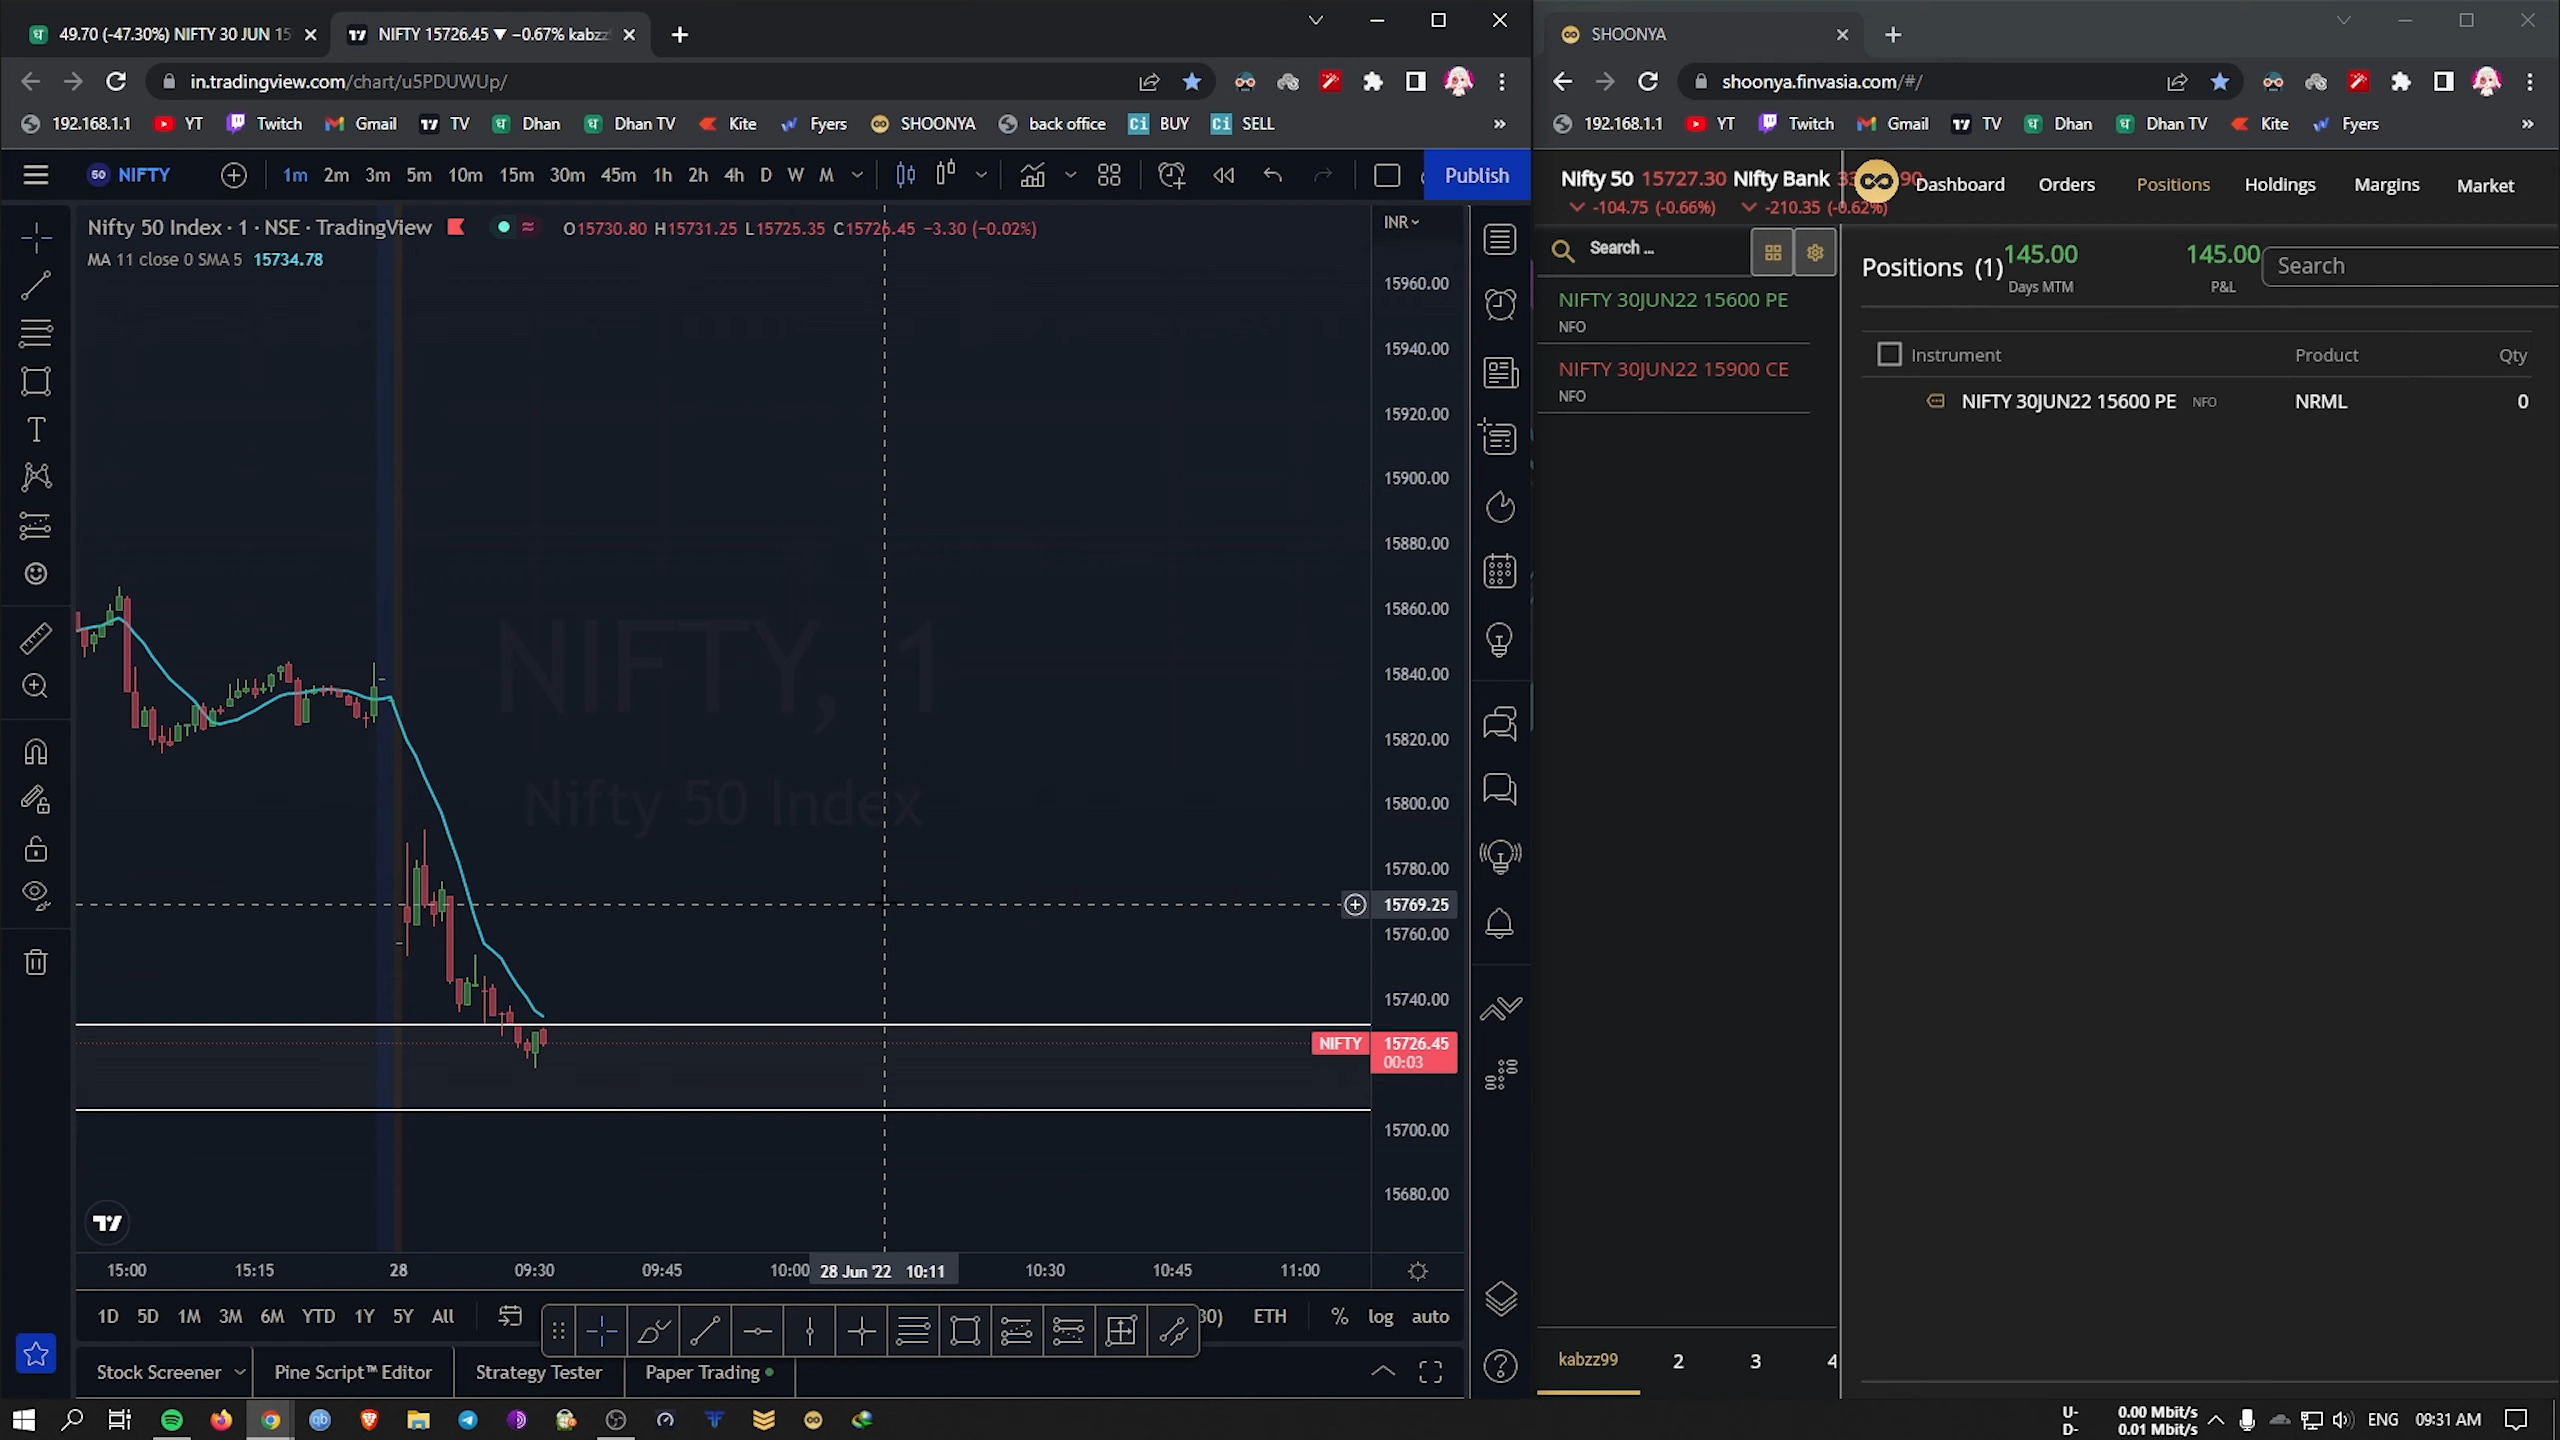 49.70 (-47.30%) NIFTY 30 JUN 15
NIFTY 15726.45 ▼ −0.67% kabzz
in.tradingview.com/chart/u5PDUWUp/
192.168.1.1 YT Twitch Gmail TV Dhan Dhan TV Kite Fyers SHOONYA back office Ci BUY Ci SELL »
50 NIFTY 1m 2m 3m 5m 10m 15m 30m 45m 1h 2h 4h D W M Publish
Nifty 50 Index · 1 · NSE · TradingView O15730.80 H15731.25 L15725.35 C15726.45 −3.30 (−0.02%)
MA 11 close 0 SMA 5 15734.78
INR
15960.00
15940.00
15920.00
15900.00
15880.00
15860.00
15840.00
15820.00
15800.00
15780.00
15769.25
15760.00
15740.00
NIFTY 15726.45
00:03
15700.00
15680.00
NIFTY, 1
Nifty 50 Index
15:00 15:15 28 09:30 09:45 10:00 28 Jun '22 10:11 10:30 10:45 11:00
1D 5D 1M 3M 6M YTD 1Y 5Y All 30) ETH % log auto
Stock Screener Pine Script™ Editor Strategy Tester Paper Trading
SHOONYA
shoonya.finvasia.com/#/
192.168.1.1 YT Twitch Gmail TV Dhan Dhan TV Kite Fyers »
Nifty 50 15727.30 Nifty Bank
-104.75 (-0.66%) -210.35 (-0.62%)
Dashboard Orders Positions Holdings Margins Market
Search ...
NIFTY 30JUN22 15600 PE
NFO
NIFTY 30JUN22 15900 CE
NFO
Positions (1) 145.00 145.00 Search
Days MTM P&L
Instrument Product Qty
NIFTY 30JUN22 15600 PE NFO NRML 0
kabzz99 2 3 4
U- 0.00 Mbit/s
D- 0.01 Mbit/s
ENG 09:31 AM